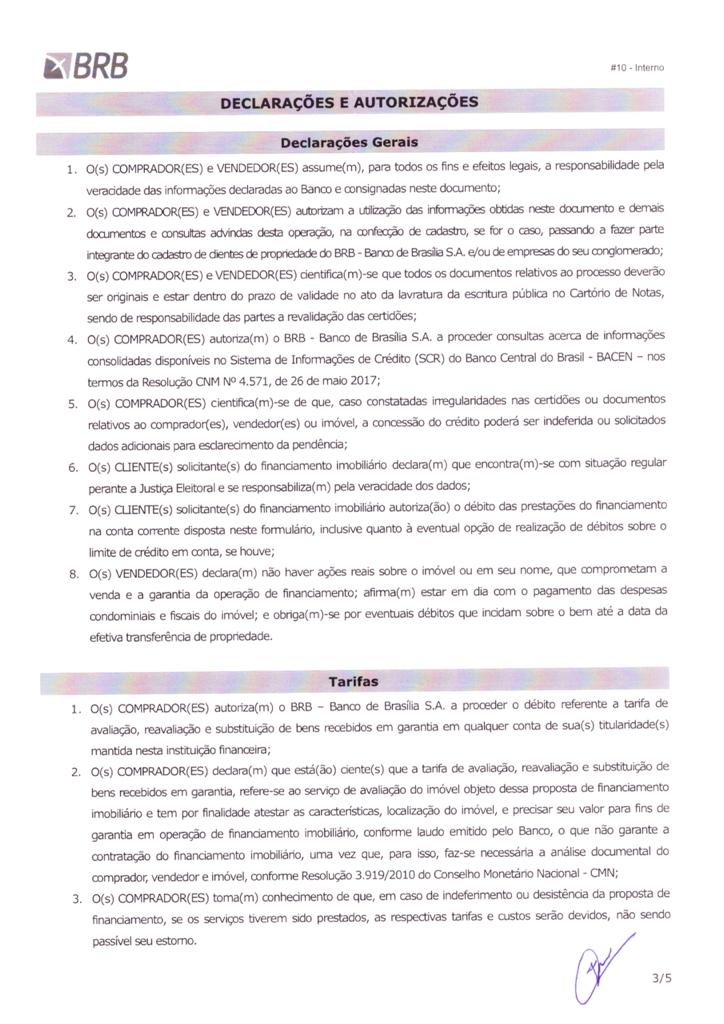 BRB
#10 - Interno
DECLARAÇÕES E AUTORIZAÇÕES
Declarações Gerais
1. O(s) COMPRADOR(ES) e VENDEDOR(ES) assume(m), para todos os fins e efeitos legais, a responsabilidade pela
veracidade das informações declaradas ao Banco e consignadas neste documento;
2. O(s) COMPRADOR(ES) e VENDEDOR(ES) autorizam a utilização das informações obtidas neste documento e demais
documentos e consultas advindas desta operação, na confecção de cadastro, se for o caso, passando a fazer parte
integrante do cadastro de clientes de propriedade do BRB - Banco de Brasília S.A. e/ou de empresas do seu conglomerado;
3. O(s) COMPRADOR(ES) e VENDEDOR(ES) cientifica(m)-se que todos os documentos relativos ao processo deverão
ser originais e estar dentro do prazo de validade no ato da lavratura da escritura pública no Cartório de Notas,
sendo de responsabilidade das partes a revalidação das certidões;
4. O(s) COMPRADOR(ES) autoriza(m) o BRB - Banco de Brasília S.A. a proceder consultas acerca de informações
consolidadas disponíveis no Sistema de Informações de Crédito (SCR) do Banco Central do Brasil - BACEN – nos
termos da Resolução CNM Nº 4.571, de 26 de maio 2017;
5. O(s) COMPRADOR(ES) cientifica(m)-se de que, caso constatadas irregularidades nas certidões ou documentos
relativos ao comprador(es), vendedor(es) ou imóvel, a concessão do crédito poderá ser indeferida ou solicitados
dados adicionais para esclarecimento da pendência;
6. O(s) CLIENTE(s) solicitante(s) do financiamento imobiliário declara(m) que encontra(m)-se com situação regular
perante a Justiça Eleitoral e se responsabiliza(m) pela veracidade dos dados;
7. O(s) CLIENTE(s) solicitante(s) do financiamento imobiliário autoriza(ão) o débito das prestações do financiamento
na conta corrente disposta neste formulário, inclusive quanto à eventual opção de realização de débitos sobre o
limite de crédito em conta, se houve;
8. O(s) VENDEDOR(ES) declara(m) não haver ações reais sobre o imóvel ou em seu nome, que comprometam a
venda e a garantia da operação de financiamento; afirma(m) estar em dia com o pagamento das despesas
condominiais e fiscais do imóvel; e obriga(m)-se por eventuais débitos que incidam sobre o bem até a data da
efetiva transferência de propriedade.
Tarifas
1. O(s) COMPRADOR(ES) autoriza(m) o BRB – Banco de Brasília S.A. a proceder o débito referente a tarifa de
avaliação, reavaliação e substituição de bens recebidos em garantia em qualquer conta de sua(s) titularidade(s)
mantida nesta instituição financeira;
2. O(s) COMPRADOR(ES) declara(m) que está(ão) ciente(s) que a tarifa de avaliação, reavaliação e substituição de
bens recebidos em garantia, refere-se ao serviço de avaliação do imóvel objeto dessa proposta de financiamento
imobiliário e tem por finalidade atestar as características, localização do imóvel, e precisar seu valor para fins de
garantia em operação de financiamento imobiliário, conforme laudo emitido pelo Banco, o que não garante a
contratação do financiamento imobiliário, uma vez que, para isso, faz-se necessária a análise documental do
comprador, vendedor e imóvel, conforme Resolução 3.919/2010 do Conselho Monetário Nacional - CMN;
3. O(s) COMPRADOR(ES) toma(m) conhecimento de que, em caso de indeferimento ou desistência da proposta de
financiamento, se os serviços tiverem sido prestados, as respectivas tarifas e custos serão devidos, não sendo
passível seu estorno.
3/5